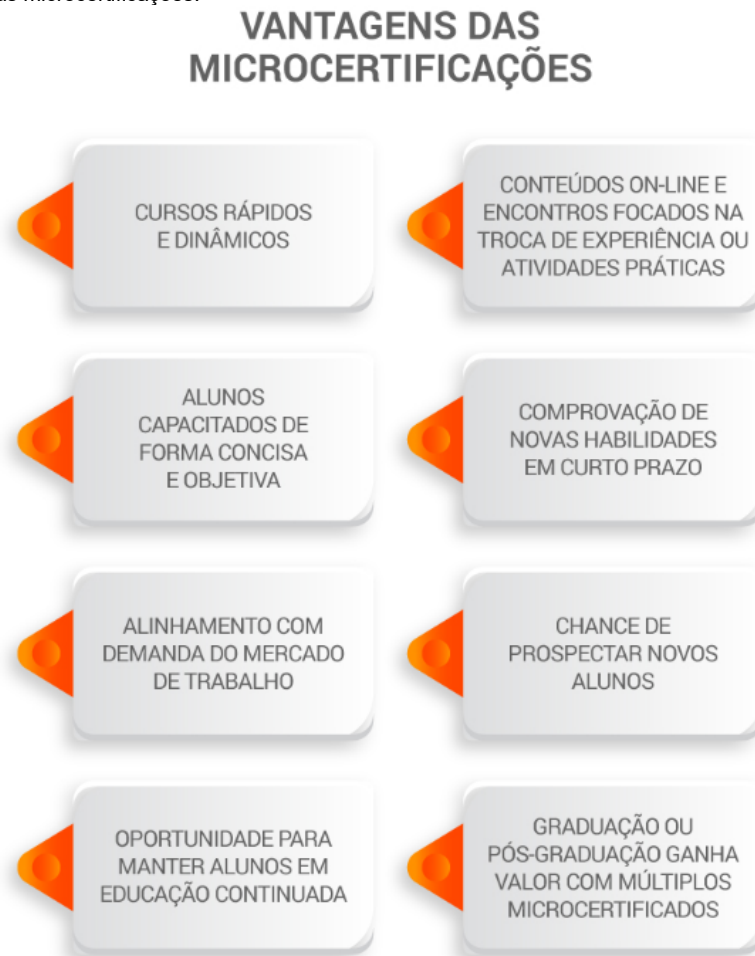 microcertificações.
VANTAGENS DAS
MICROCERTIFICAÇÕES
CURSOS RÁPIDOS
E DINÂMICOS
CONTEÚDOS ON-LINE E
ENCONTROS FOCADOS NA
TROCA DE EXPERIÊNCIA OU
ATIVIDADES PRÁTICAS
ALUNOS
CAPACITADOS DE
FORMA CONCISA
E OBJETIVA
COMPROVAÇÃO DE
NOVAS HABILIDADES
EM CURTO PRAZO
ALINHAMENTO COM
DEMANDA DO MERCADO
DE TRABALHO
CHANCE DE
PROSPECTAR NOVOS
ALUNOS
OPORTUNIDADE PARA
MANTER ALUNOS EM
EDUCAÇÃO CONTINUADA
GRADUAÇÃO OU
PÓS-GRADUAÇÃO GANHA
VALOR COM MÚLTIPLOS
MICROCERTIFICADOS